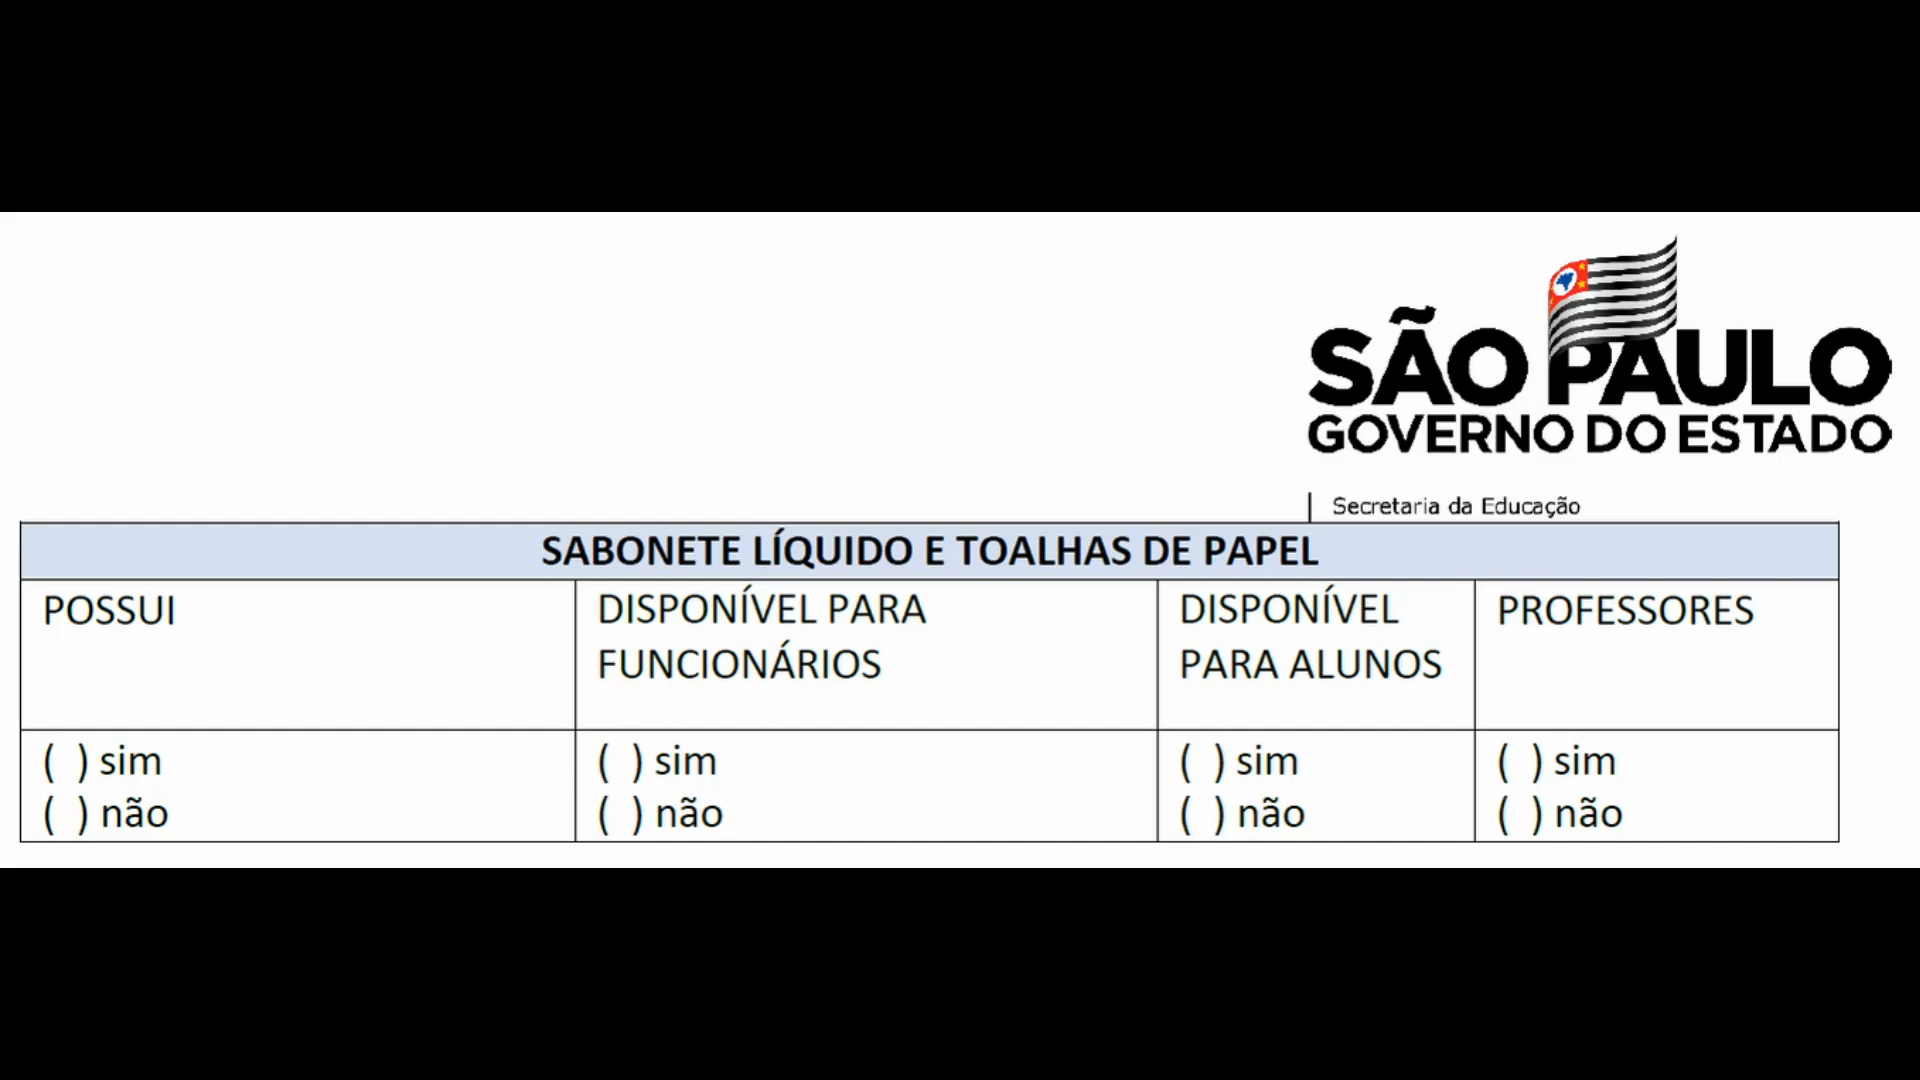 SÃO PAULO
GOVERNO DO ESTADO
Secretaria da Educação
SABONETE LÍQUIDO E TOALHAS DE PAPEL
POSSUI
DISPONÍVEL PARA
FUNCIONÁRIOS
DISPONÍVEL
PARA ALUNOS
PROFESSORES
( ) sim
( ) não
( ) sim
( ) não
( ) sim
( ) não
( ) sim
( ) não